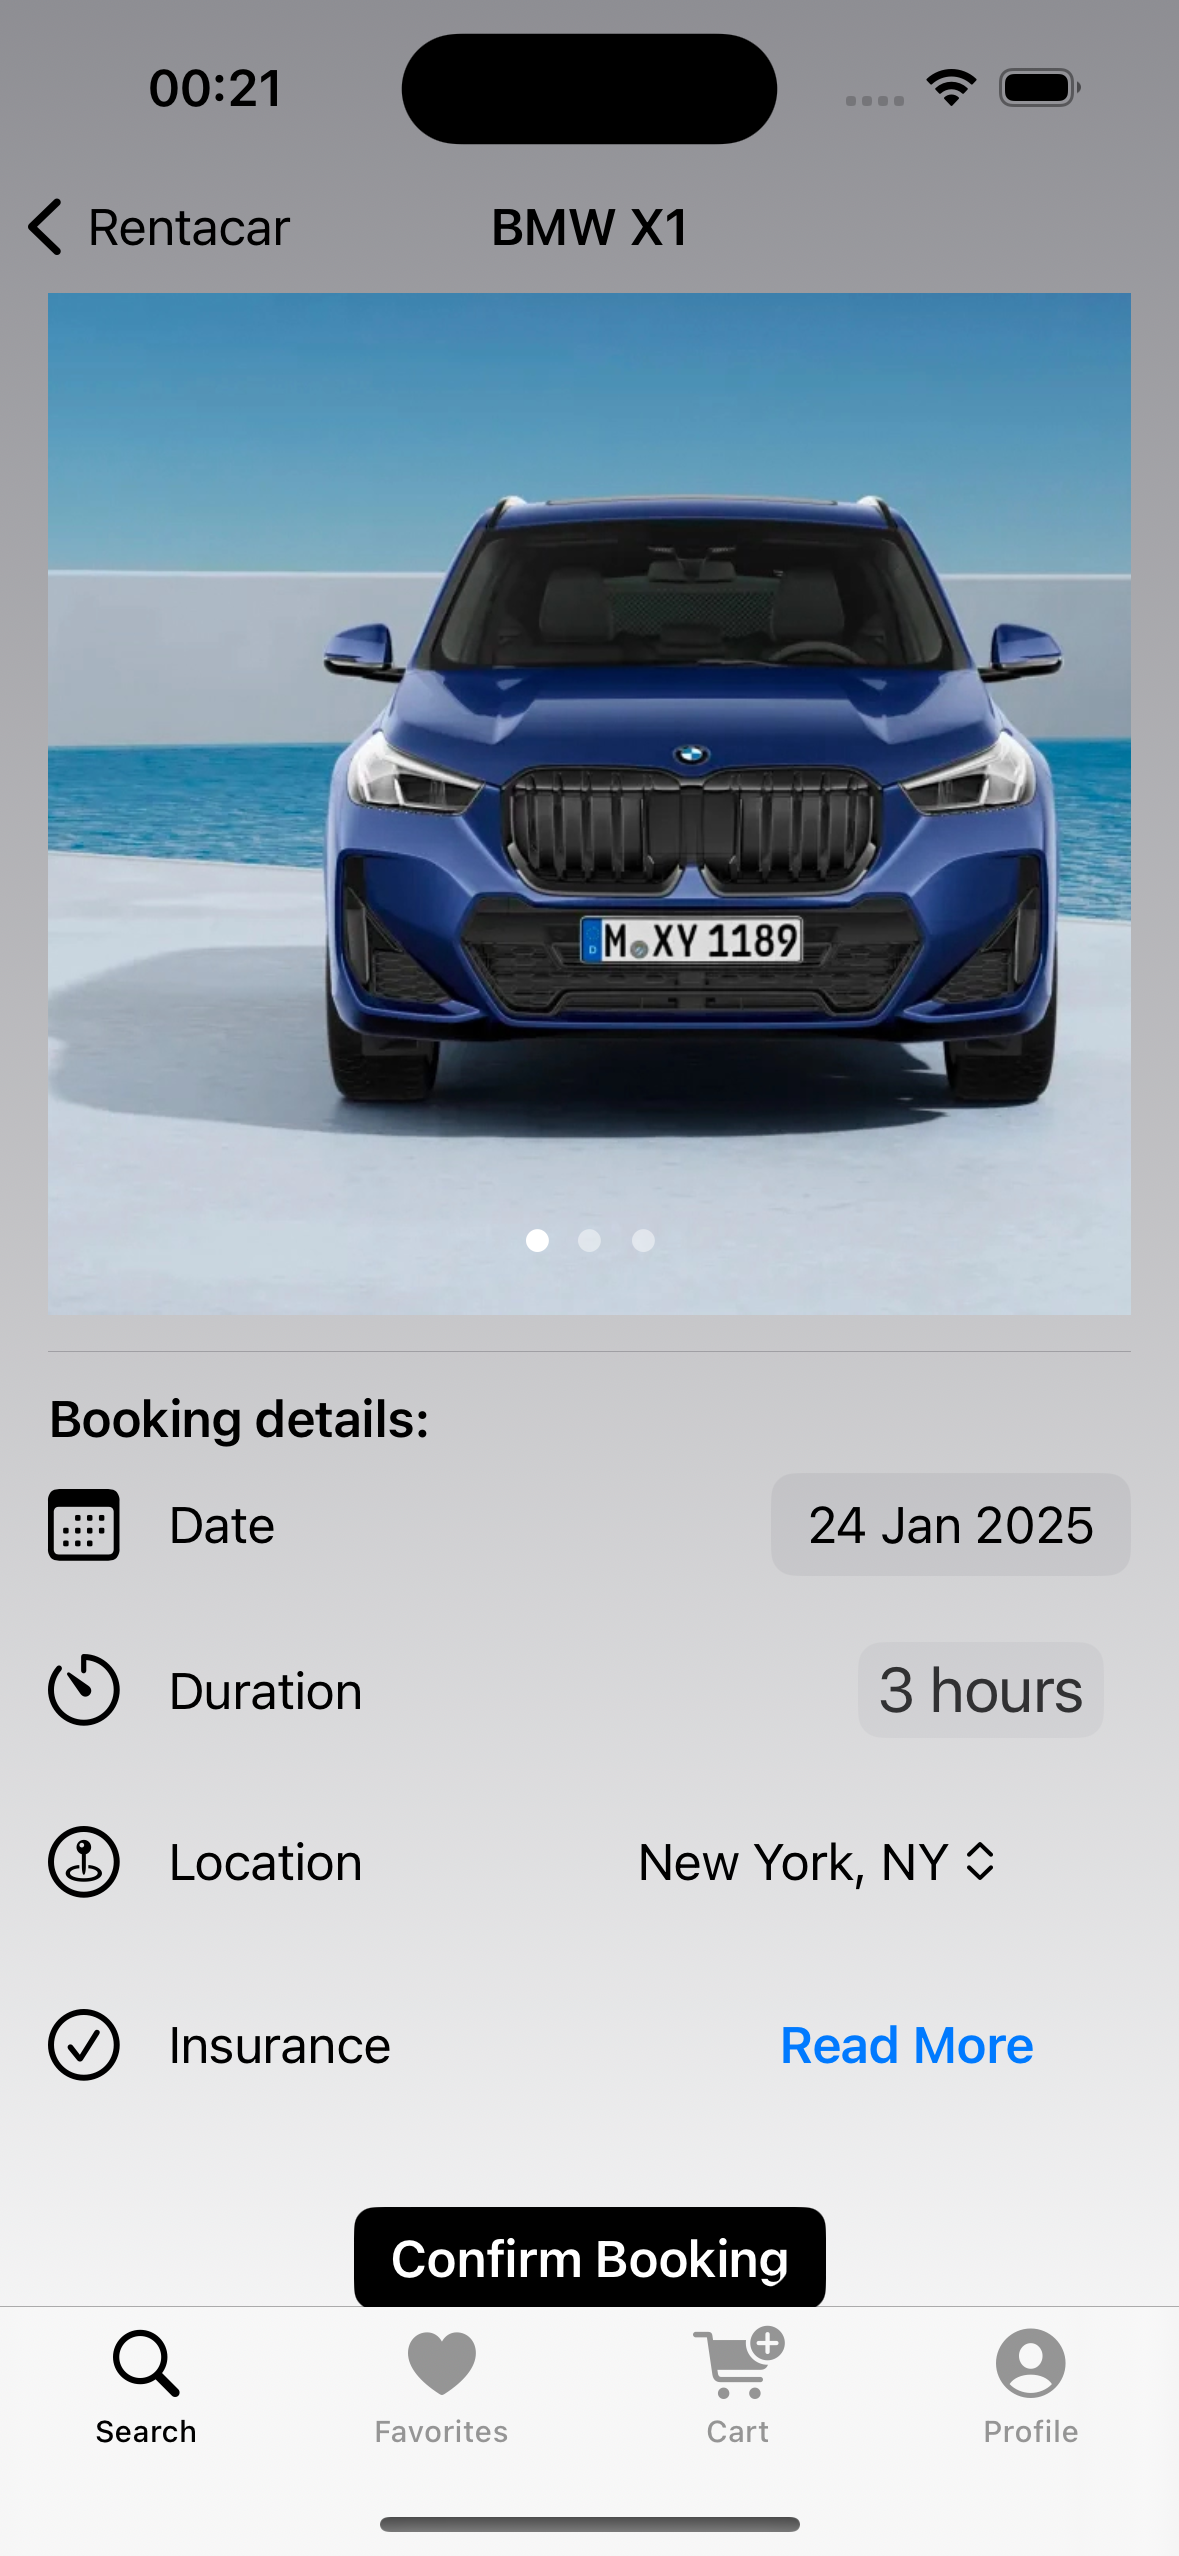 00:21
Rentacar
BMW X1
M XY 1189
D
Booking details:
Date
24 Jan 2025
Duration
3 hours
Location
New York, NY
Insurance
Read More
Confirm Booking
Search
Favorites
Cart
Profile